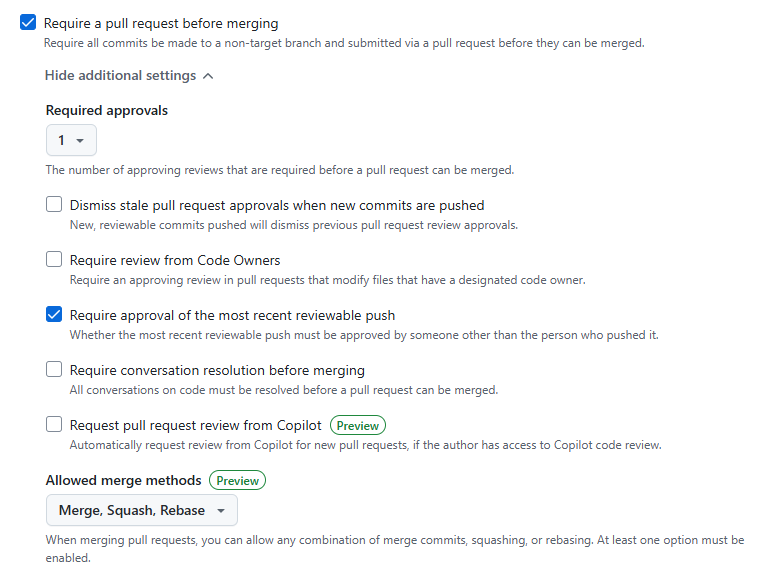 Require a pull request before merging
Require all commits be made to a non-target branch and submitted via a pull request before they can be merged.
Hide additional settings
Required approvals
1
The number of approving reviews that are required before a pull request can be merged.
Dismiss stale pull request approvals when new commits are pushed
New, reviewable commits pushed will dismiss previous pull request review approvals.
Require review from Code Owners
Require an approving review in pull requests that modify files that have a designated code owner.
Require approval of the most recent reviewable push
Whether the most recent reviewable push must be approved by someone other than the person who pushed it.
Require conversation resolution before merging
All conversations on code must be resolved before a pull request can be merged.
Request pull request review from Copilot Preview
Automatically request review from Copilot for new pull requests, if the author has access to Copilot code review.
Allowed merge methods Preview
Merge, Squash, Rebase
When merging pull requests, you can allow any combination of merge commits, squashing, or rebasing. At least one option must be
enabled.